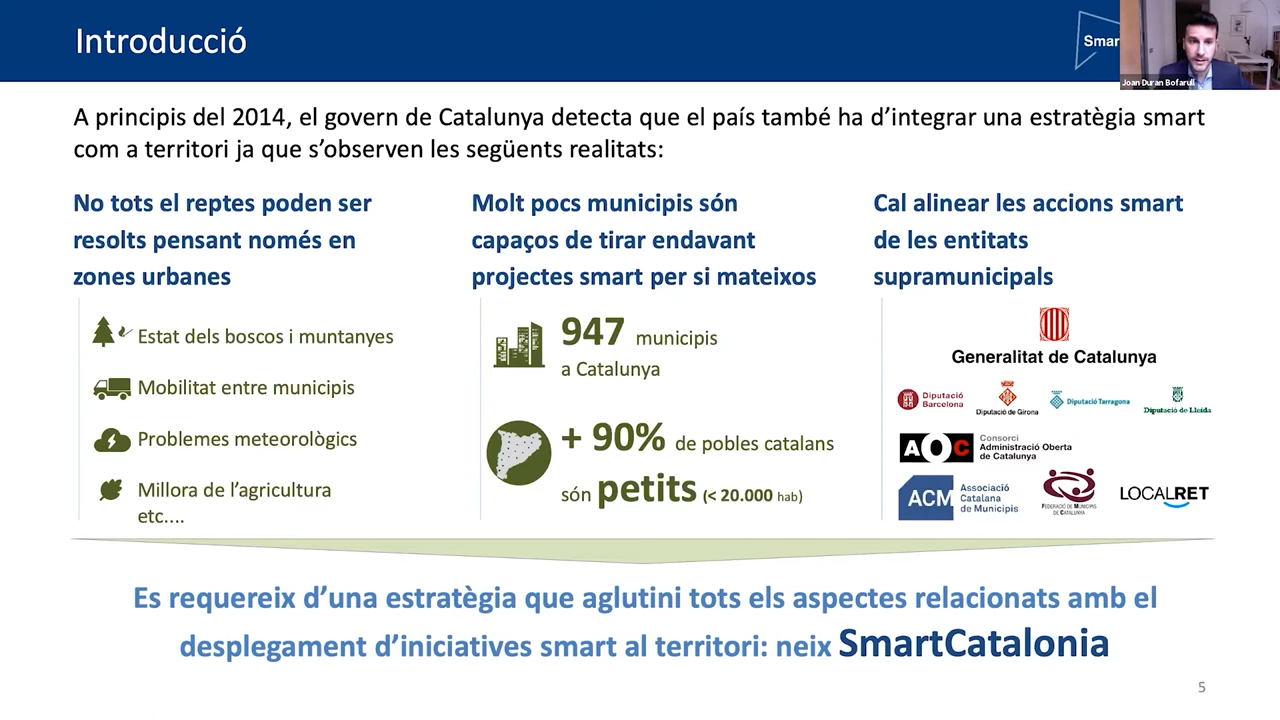 Introducció
Smar
Joan Duran Bofarull
A principis del 2014, el govern de Catalunya detecta que el país també ha d'integrar una estratègia smart
com a territori ja que s'observen les següents realitats:
No tots el reptes poden ser
resolts pensant només en
zones urbanes
Estat dels boscos i muntanyes
Mobilitat entre municipis
Problemes meteorològics
Millora de l'agricultura
etc....
Molt pocs municipis són
capaços de tirar endavant
projectes smart per si mateixos
947 municipis
a Catalunya
+ 90% de pobles catalans
són petits (< 20.000 hab)
Cal alinear les accions smart
de les entitats
supramunicipals
Generalitat de Catalunya
Diputació
Barcelona
Diputació de Girona
Diputació Tarragona
Diputació de Lleida
AOC
Consorci
Administració Oberta
de Catalunya
ACM
Associació
Catalana
de Municipis
FEDERACIÓ DE MUNICIPIS
DE CATALUNYA
LOCALRET
Es requereix d'una estratègia que aglutini tots els aspectes relacionats amb el
desplegament d'iniciatives smart al territori: neix SmartCatalonia
5